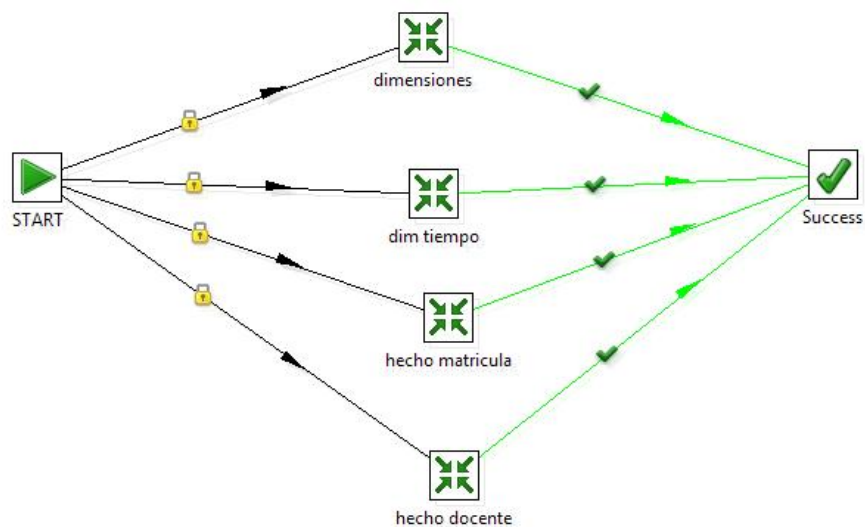 dimensiones
START
dim tiempo
Success
hecho matricula
hecho docente